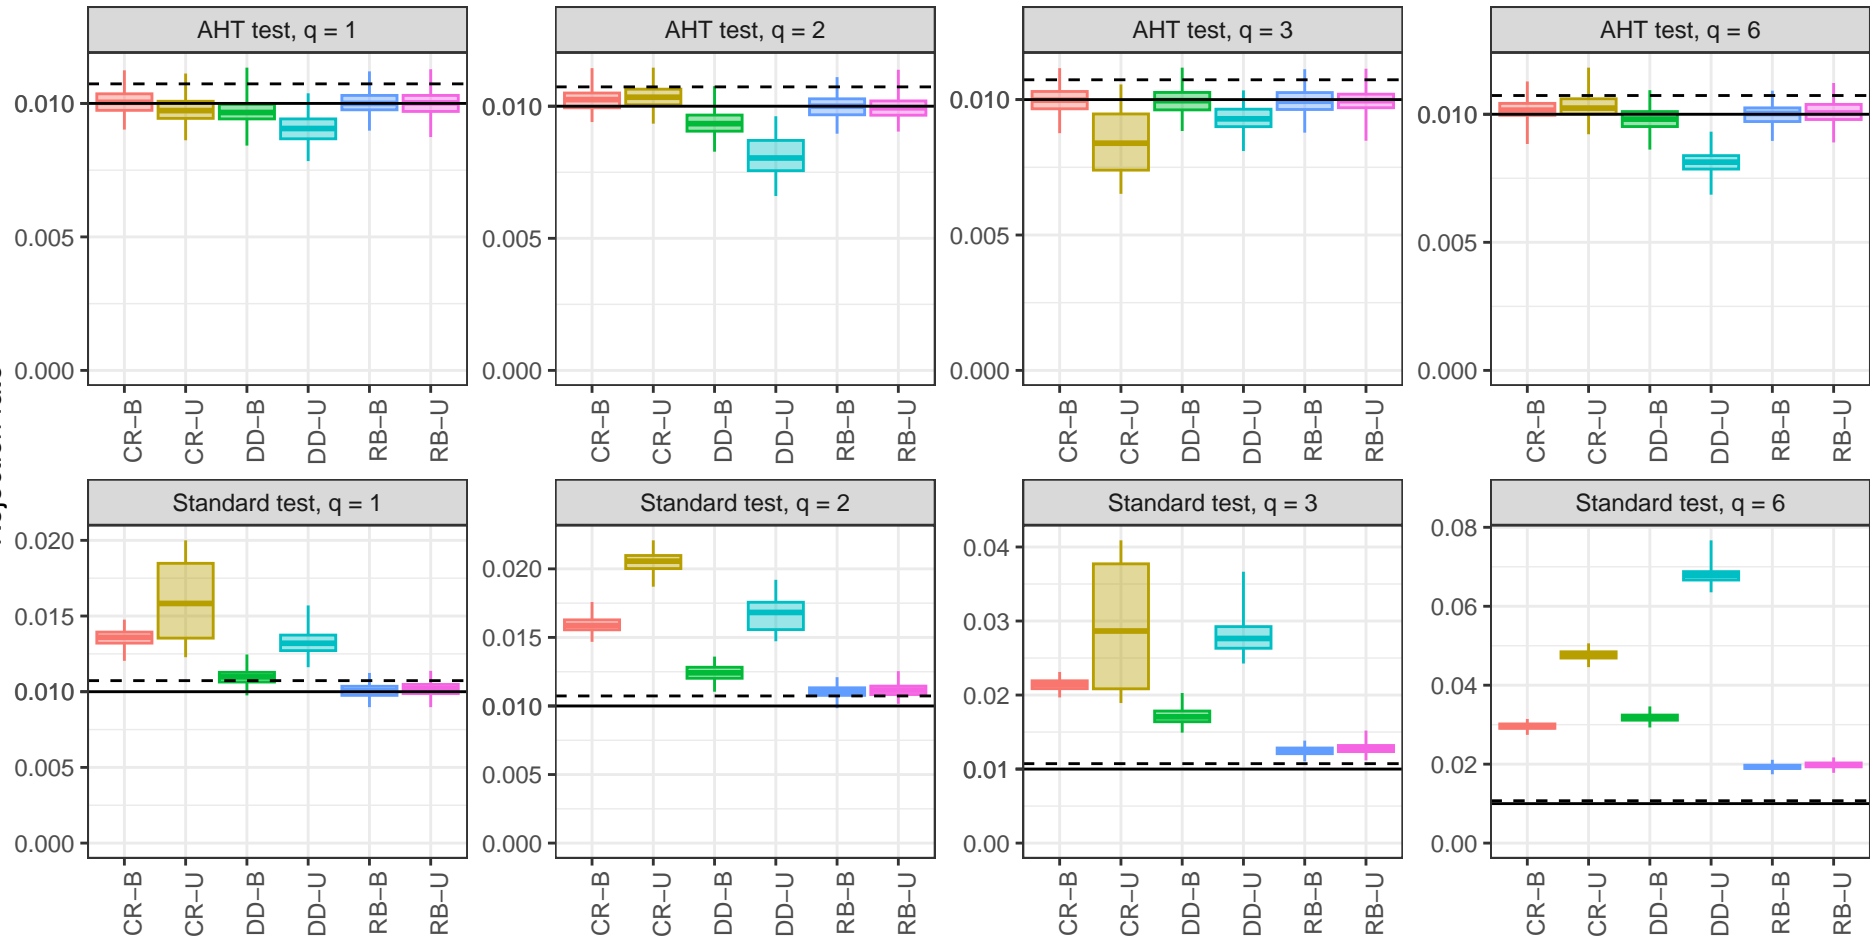 AHT test, q = 1
AHT test, q = 2
AHT test, q = 3
AHT test, q = 6
0.010
0.005
0.000
0.010
0.005
0.000
0.010
0.005
0.000
0.010
0.005
0.000
CR−B
CR−U
DD−B
DD−U
RB−B
RB−U
CR−B
CR−U
DD−B
DD−U
RB−B
RB−U
CR−B
CR−U
DD−B
DD−U
RB−B
RB−U
CR−B
CR−U
DD−B
DD−U
RB−B
RB−U
Standard test, q = 1
Standard test, q = 2
Standard test, q = 3
Standard test, q = 6
0.020
0.015
0.010
0.005
0.000
0.020
0.015
0.010
0.005
0.000
0.04
0.03
0.02
0.01
0.00
0.08
0.06
0.04
0.02
0.00
CR−B
CR−U
DD−B
DD−U
RB−B
RB−U
CR−B
CR−U
DD−B
DD−U
RB−B
RB−U
CR−B
CR−U
DD−B
DD−U
RB−B
RB−U
CR−B
CR−U
DD−B
DD−U
RB−B
RB−U